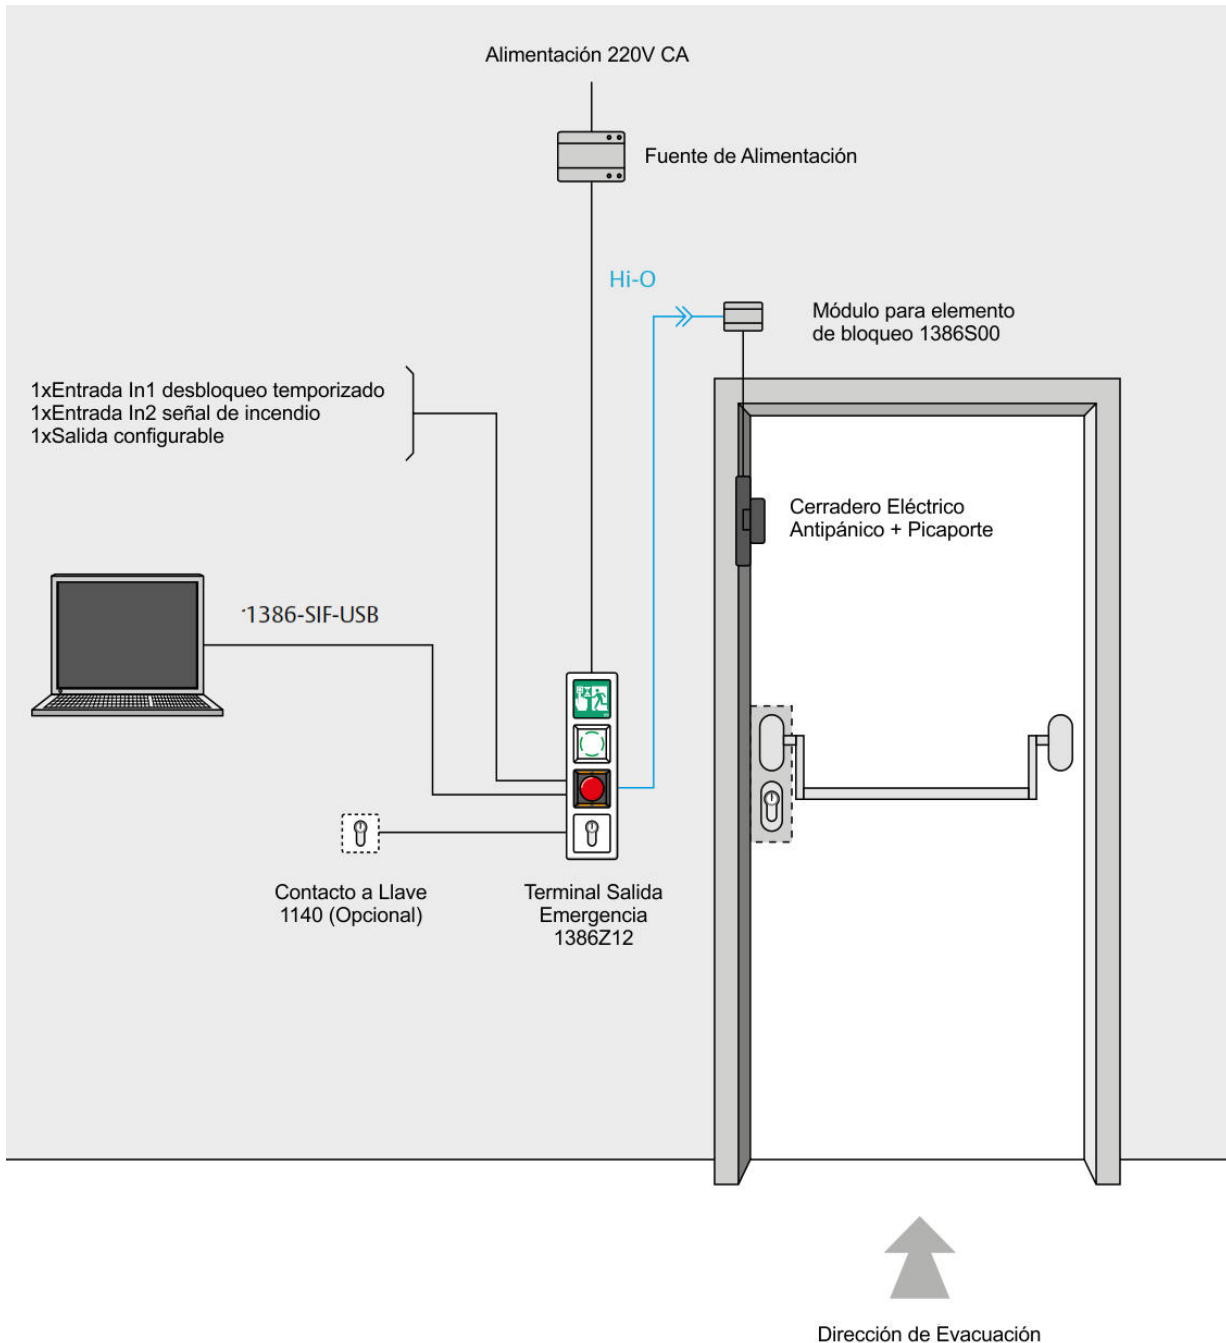 Alimentación 220V CA
Fuente de Alimentación
Hi-O
Módulo para elemento
de bloqueo 1386S00
1xEntrada In1 desbloqueo temporizado
1xEntrada In2 señal de incendio
1xSalida configurable
Cerradero Eléctrico
Antipánico + Picaporte
1386-SIF-USB
Contacto a Llave
1140 (Opcional)
Terminal Salida
Emergencia
1386Z12
Dirección de Evacuación